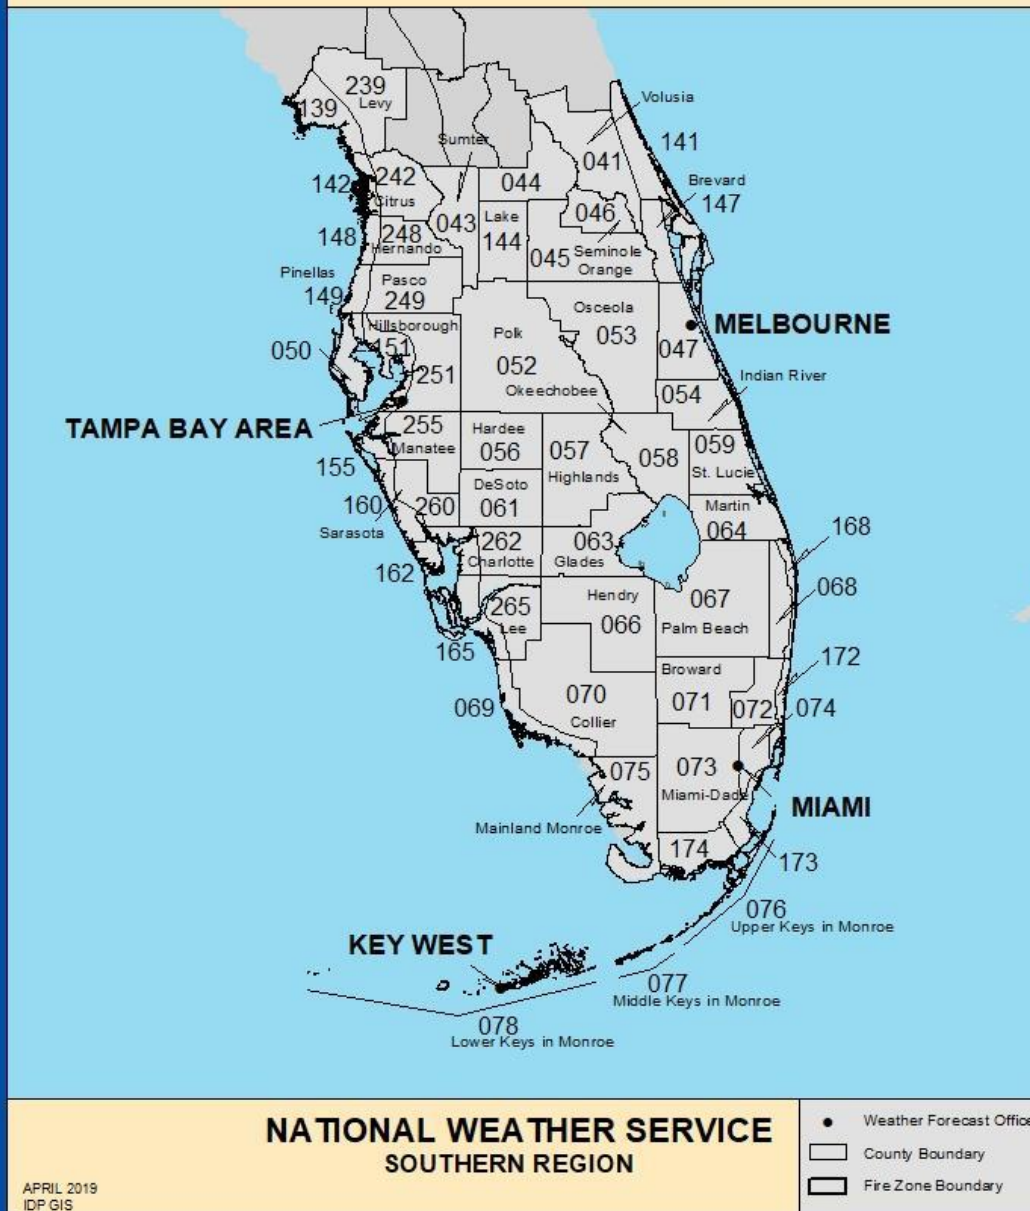 239
Levy
139
Volusia
141
Sumter
041
142
242
Citrus
044
Brevard
147
046
Lake
043
144
148
248
Hernando
045
Seminole
Orange
Pinellas
Pasco
149
249
Osceola
Hillsborough
151
Polk
053
MELBOURNE
050
047
251
052
Okeechobee
Indian River
054
TAMPA BAY AREA
255
Manatee
Hardee
056
057
Highlands
058
059
St. Lucie
155
DeSoto
061
160
260
Sarasota
Martin
064
168
262
Charlotte
063
Glades
162
068
Hendry
067
265
Lee
066
Palm Beach
165
172
Broward
070
071
072
074
069
Collier
075
073
Miami-Dade
MIAMI
Mainland Monroe
174
173
076
Upper Keys in Monroe
KEY WEST
077
Middle Keys in Monroe
078
Lower Keys in Monroe
NATIONAL WEATHER SERVICE
SOUTHERN REGION
APRIL 2019
IDP GIS
Weather Forecast Office
County Boundary
Fire Zone Boundary